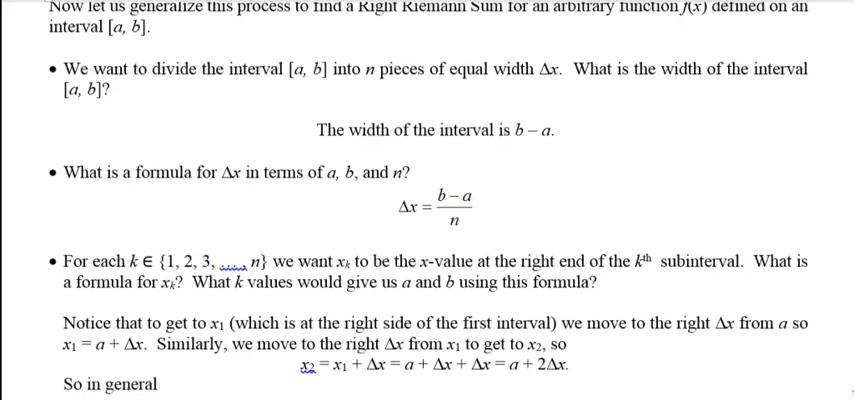 Now let us generalize this process to find a Right Riemann Sum for an arbitrary function f(x) defined on an
interval [a, b].
• We want to divide the interval [a, b] into n pieces of equal width Δx. What is the width of the interval
[a, b]?
The width of the interval is b – a.
• What is a formula for Δx in terms of a, b, and n?
Δx = (b – a)/n
• For each k ∈ {1, 2, 3, ..., n} we want xₖ to be the x-value at the right end of the kᵗʰ subinterval. What is
a formula for xₖ? What k values would give us a and b using this formula?
Notice that to get to x₁ (which is at the right side of the first interval) we move to the right Δx from a so
x₁ = a + Δx. Similarly, we move to the right Δx from x₁ to get to x₂, so
x₂ = x₁ + Δx = a + Δx + Δx = a + 2Δx.
So in general